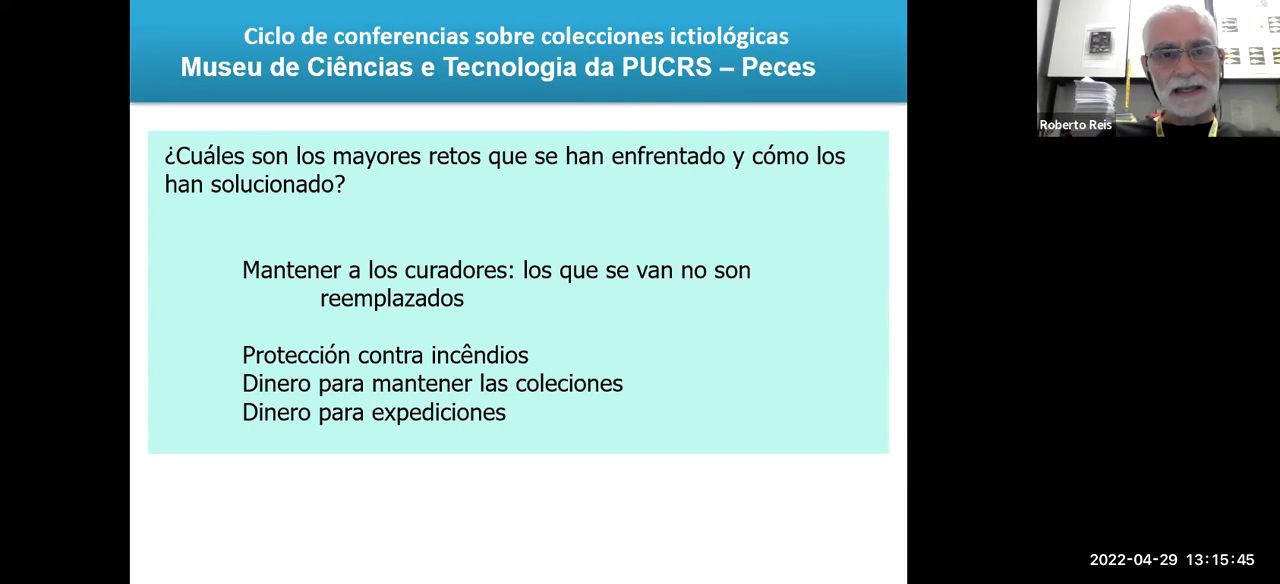 Ciclo de conferencias sobre colecciones ictiológicas
Museu de Ciências e Tecnologia da PUCRS – Peces
¿Cuáles son los mayores retos que se han enfrentado y cómo los
han solucionado?
Mantener a los curadores: los que se van no son
reemplazados
Protección contra incêndios
Dinero para mantener las coleciones
Dinero para expediciones
Roberto Reis
2022-04-29 13:15:45